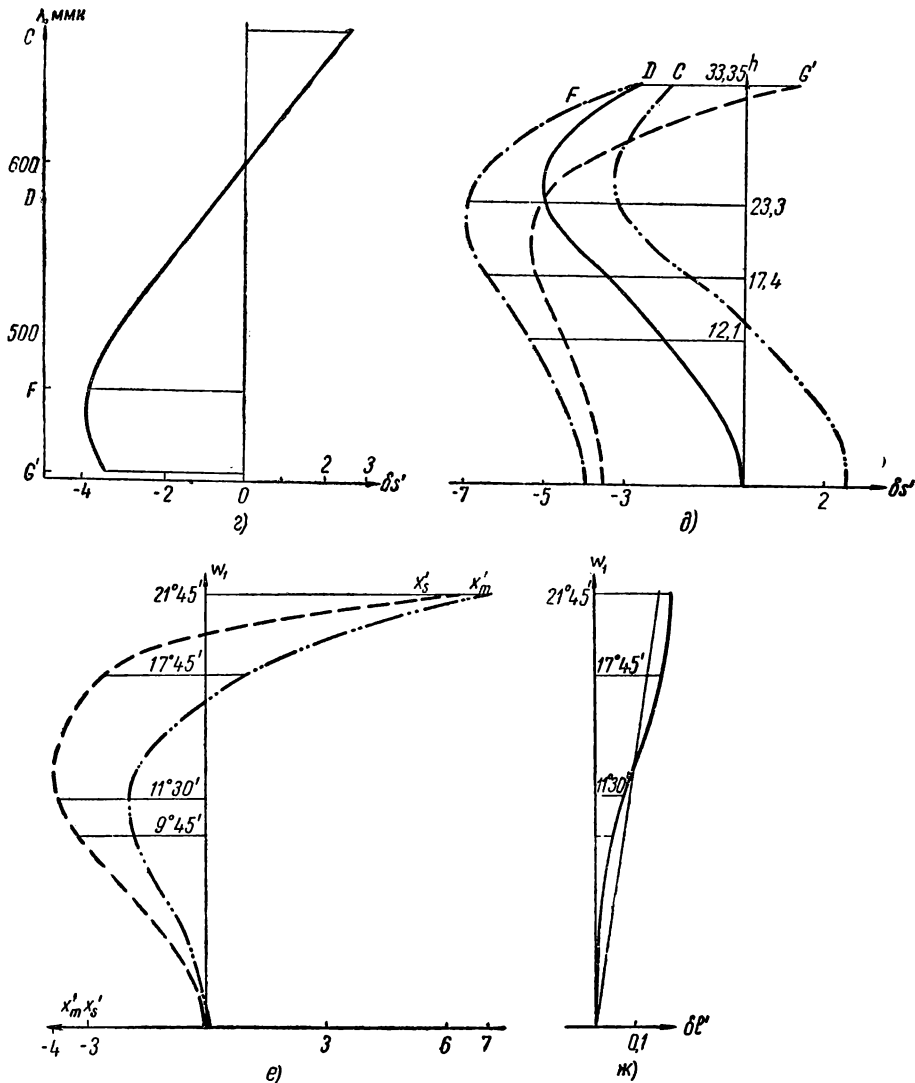 λ, ммк
C
600
D
500
F
G'
-4
-2
0
2
3
δs'
г)
F
D
C
33,35
h
G'
23,3
17,4
12,1
-7
-5
-3
2
δs'
д)
w₁
21°45'
x's
x'm
17°45'
11°30'
9°45'
x'm x's
-4
-3
3
6
7
е)
w₁
21°45'
17°45'
11°30'
0,1
δl'
ж)